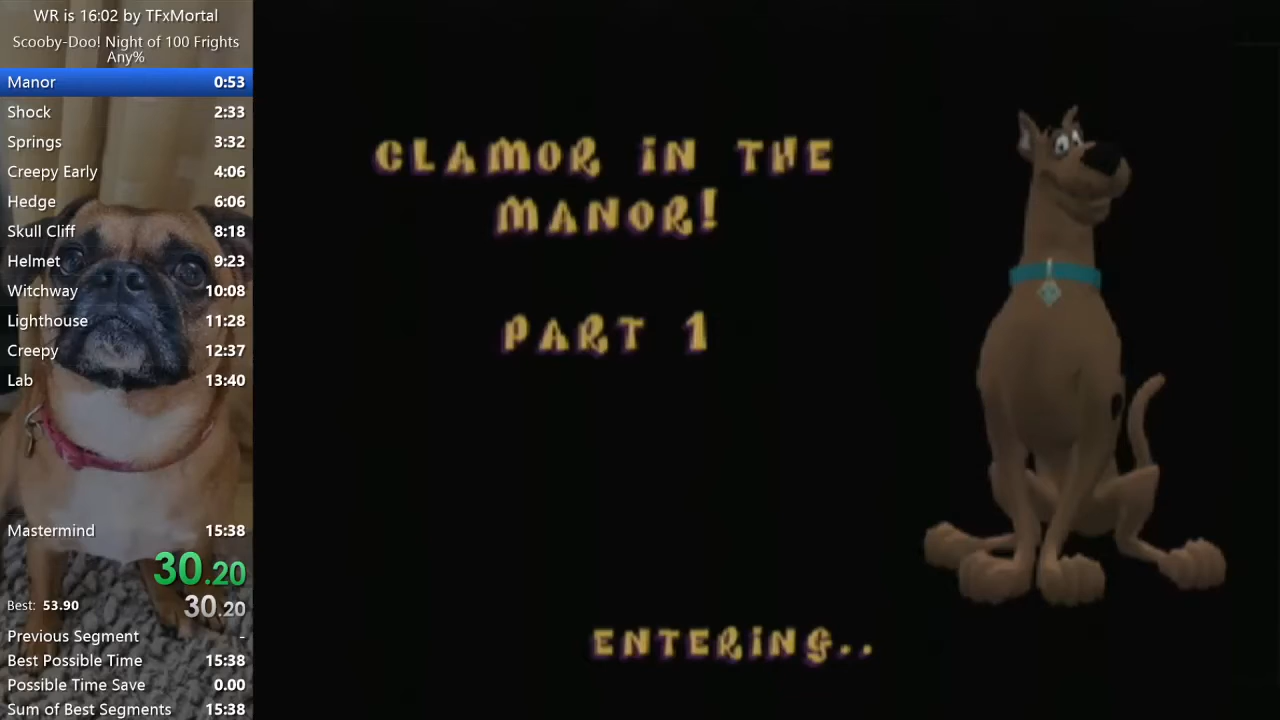 WR is 16:02 by TFxMortal
Scooby-Doo! Night of 100 Frights
Any%
Manor 0:53
Shock 2:33
Springs 3:32
Creepy Early 4:06
Hedge 6:06
Skull Cliff 8:18
Helmet 9:23
Witchway 10:08
Lighthouse 11:28
Creepy 12:37
Lab 13:40
Mastermind 15:38
30.20
Best: 53.90 30.20
Previous Segment -
Best Possible Time 15:38
Possible Time Save 0.00
Sum of Best Segments 15:38
CLAMOR IN THE
MANOR!
PART 1
ENTERING..